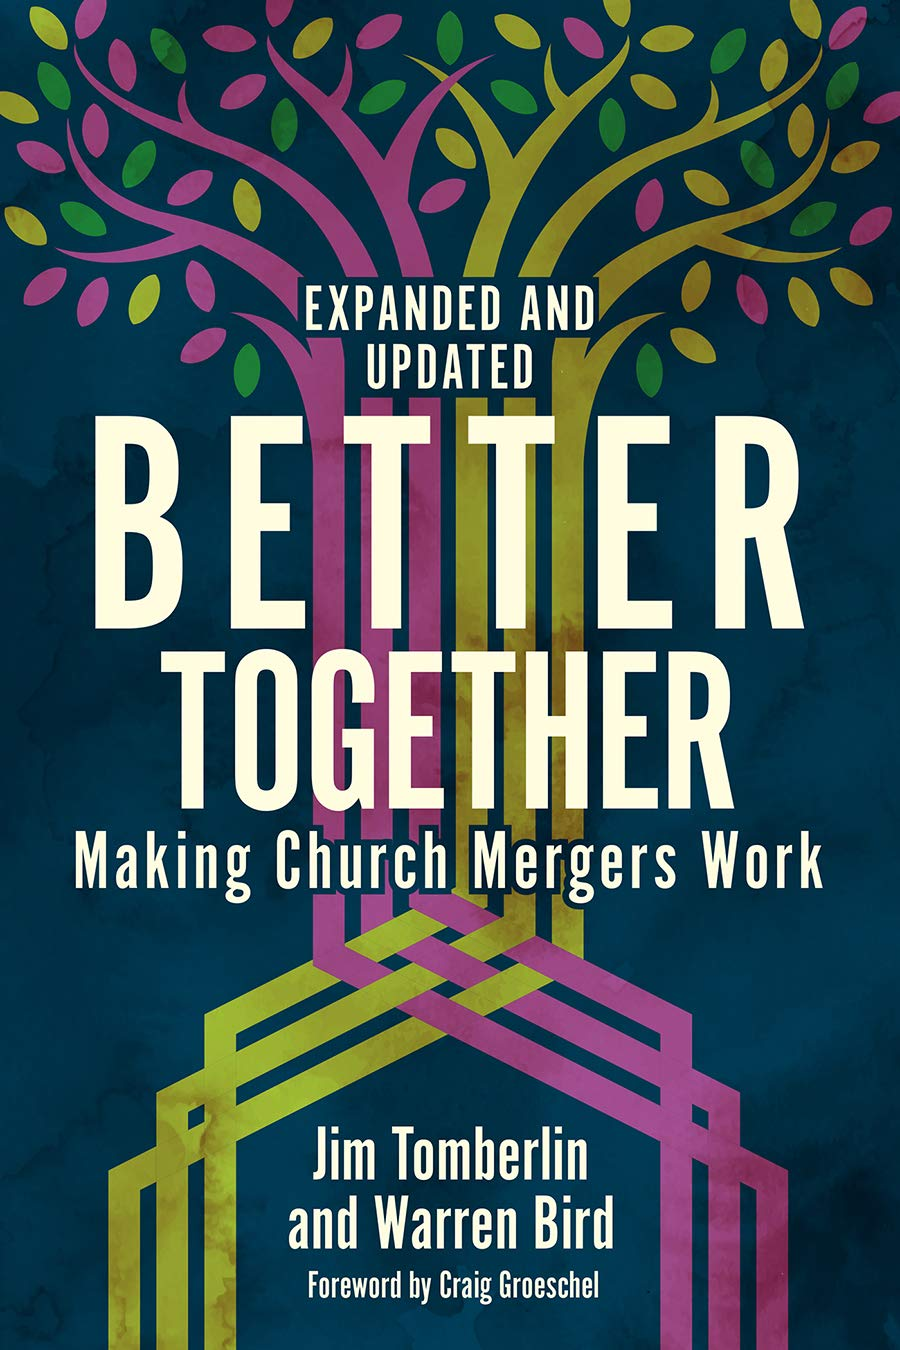 EXPANDED AND
UPDATED
BETTER
TOGETHER
Making Church Mergers Work
Jim Tomberlin
and Warren Bird
Foreword by Craig Groeschel